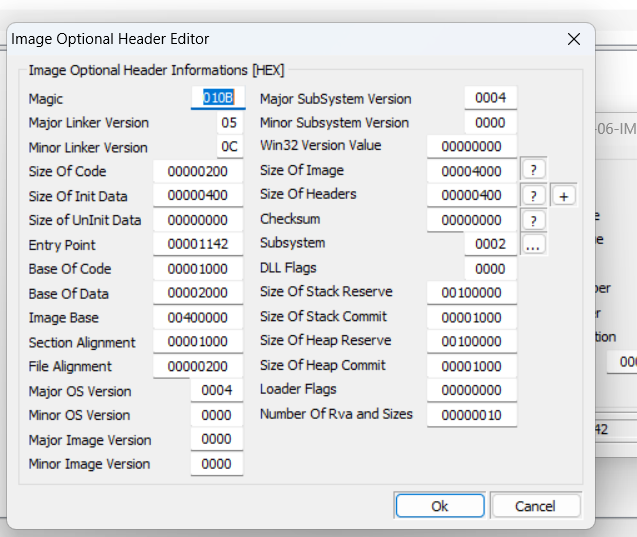 Image Optional Header Editor
Image Optional Header Informations [HEX]
Magic 010B
Major Linker Version 05
Minor Linker Version 0C
Size Of Code 00000200
Size Of Init Data 00000400
Size of UnInit Data 00000000
Entry Point 00001142
Base Of Code 00001000
Base Of Data 00002000
Image Base 00400000
Section Alignment 00001000
File Alignment 00000200
Major OS Version 0004
Minor OS Version 0000
Major Image Version 0000
Minor Image Version 0000
Major SubSystem Version 0004
Minor Subsystem Version 0000
Win32 Version Value 00000000
Size Of Image 00004000 ?
Size Of Headers 00000400 ? +
Checksum 00000000 ?
Subsystem 0002 ...
DLL Flags 0000
Size Of Stack Reserve 00100000
Size Of Stack Commit 00001000
Size Of Heap Reserve 00100000
Size Of Heap Commit 00001000
Loader Flags 00000000
Number Of Rva and Sizes 00000010
Ok Cancel
-06-IM
42